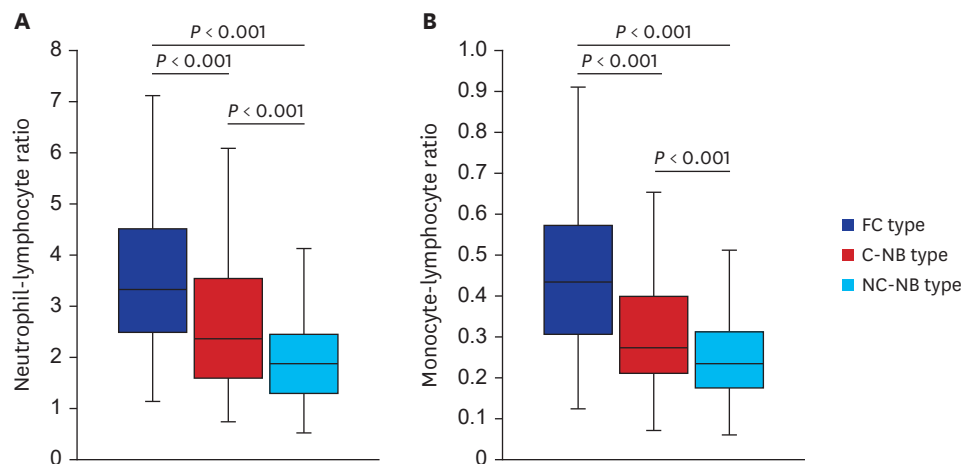 A
P < 0.001
P < 0.001
P < 0.001
Neutrophil-lymphocyte ratio
8
7
6
5
4
3
2
1
0
B
P < 0.001
P < 0.001
P < 0.001
Monocyte-lymphocyte ratio
1.0
0.9
0.8
0.7
0.6
0.5
0.4
0.3
0.2
0.1
0
FC type
C-NB type
NC-NB type